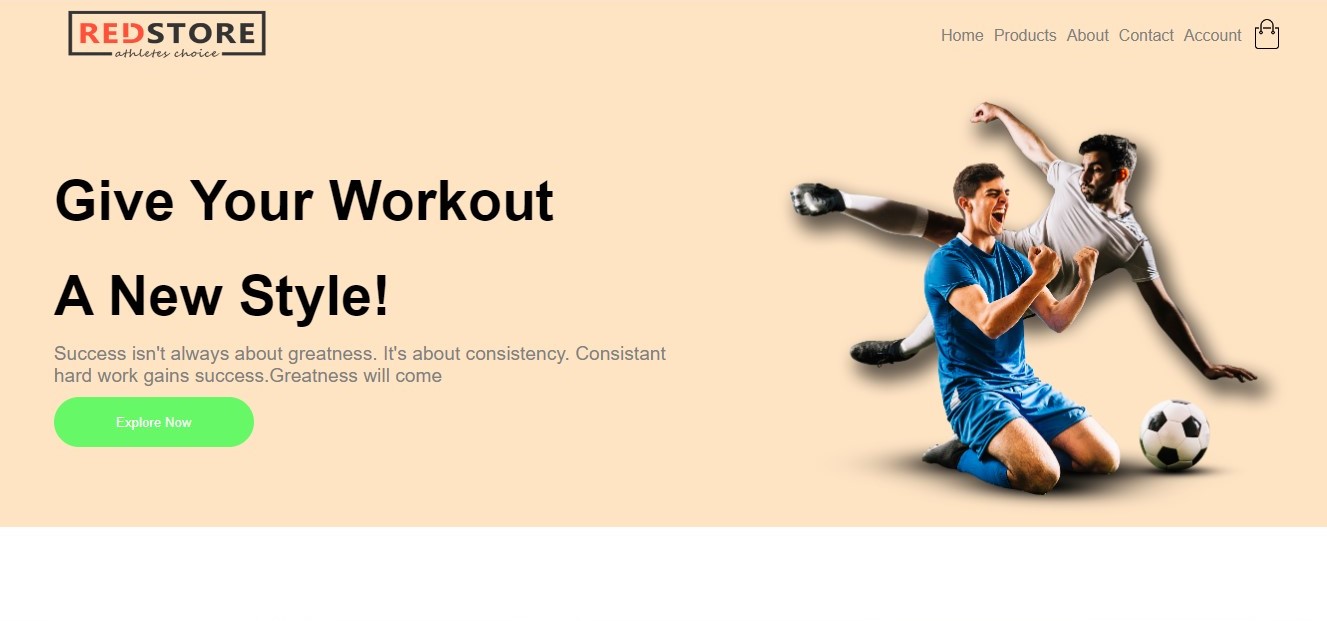 REDSTORE
athletes choice
Home Products About Contact Account
Give Your Workout
A New Style!
Success isn't always about greatness. It's about consistency. Consistant
hard work gains success.Greatness will come
Explore Now